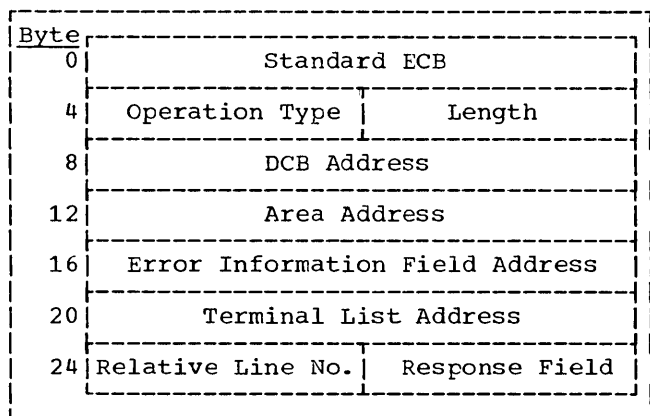 Byte
0 Standard ECB
4 Operation Type Length
8 DCB Address
12 Area Address
16 Error Information Field Address
20 Terminal List Address
24 Relative Line No. Response Field